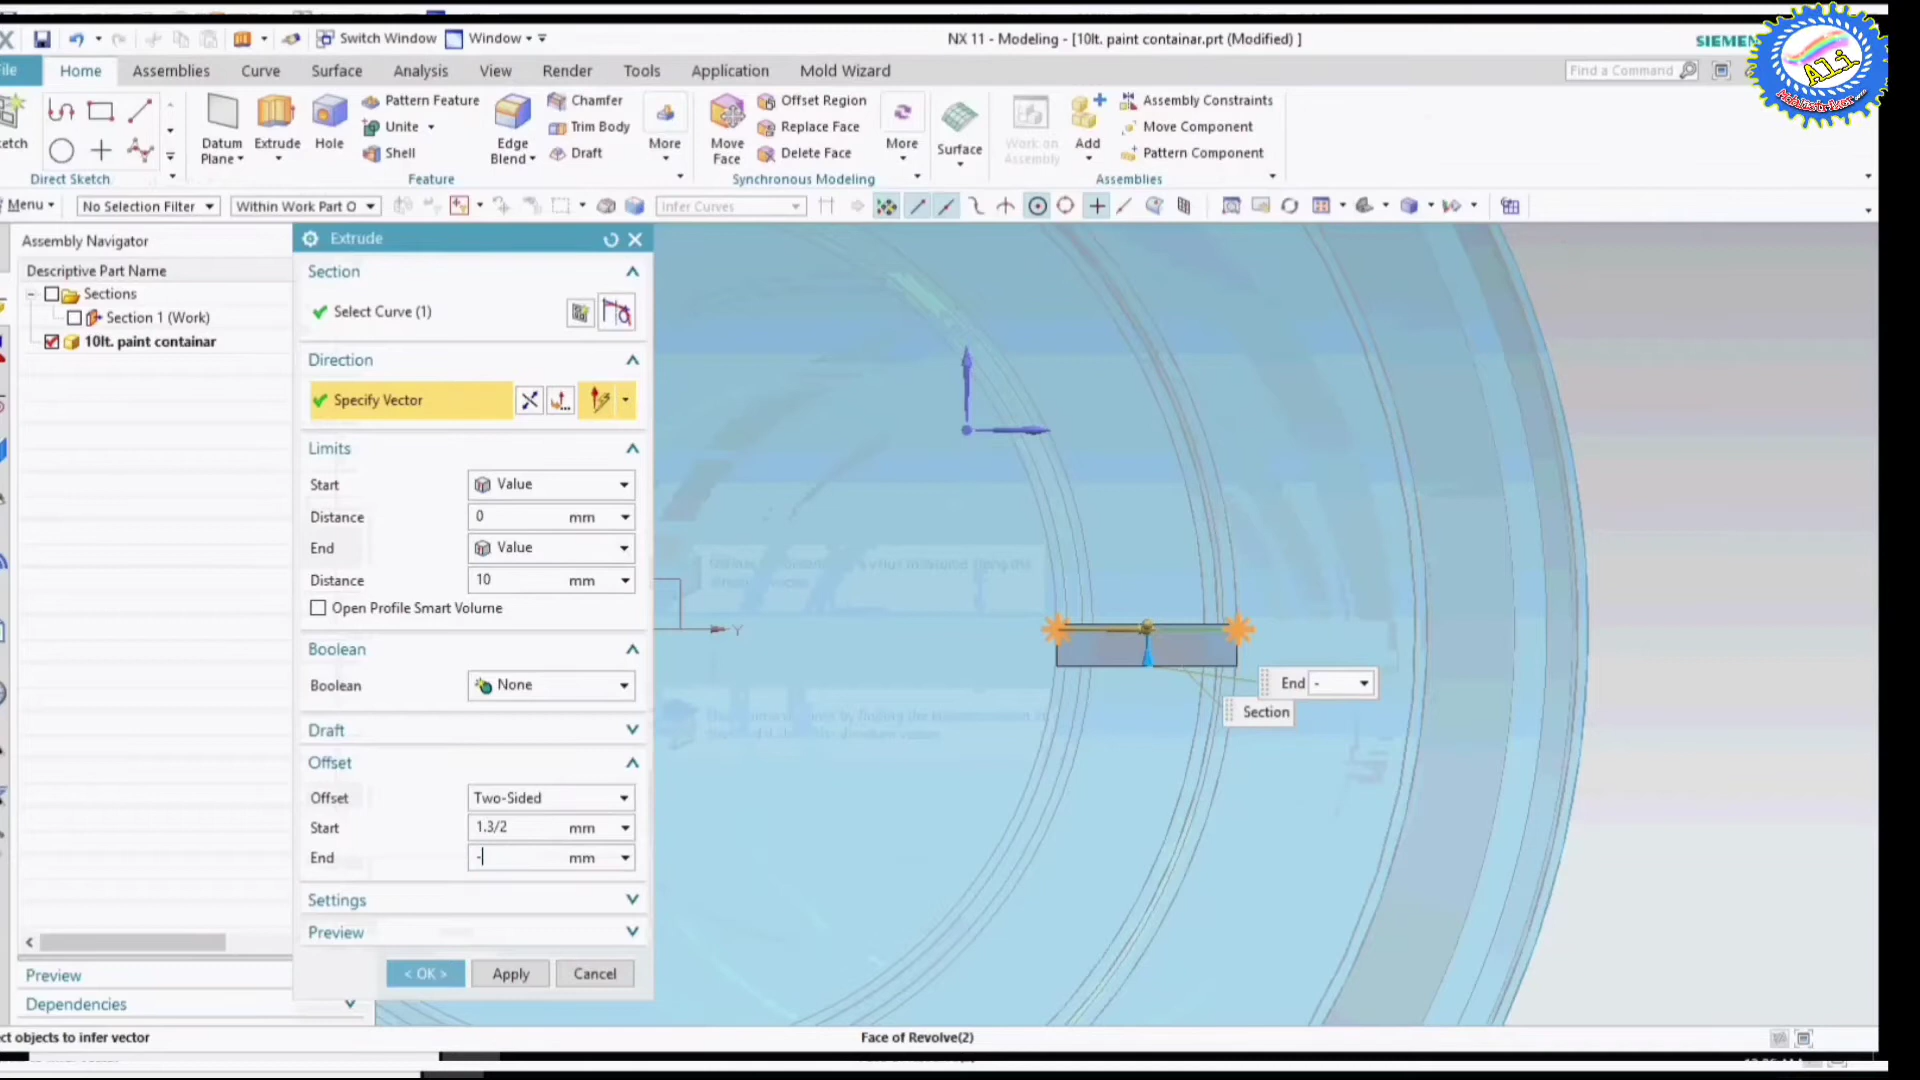 Switch Window
Window
NX 11 - Modeling - [10lt. paint containar.prt (Modified) ]
SIEMEN
Ali
File
Home
Assemblies
Curve
Surface
Analysis
View
Render
Tools
Application
Mold Wizard
Find a Command
Pattern Feature
Chamfer
Offset Region
Assembly Constraints
Unite
Trim Body
Replace Face
Move Component
Shell
Draft
Delete Face
Pattern Component
etch
Datum
Plane
Extrude
Hole
Edge
Blend
More
Move
Face
More
Surface
Work on
Assembly
Add
Direct Sketch
Feature
Synchronous Modeling
Assemblies
Menu
No Selection Filter
Within Work Part O
Infer Curves
Assembly Navigator
Descriptive Part Name
Sections
Section 1 (Work)
10lt. paint containar
Extrude
Section
Select Curve (1)
Direction
Specify Vector
Limits
Start
Value
Distance
0 mm
End
Value
Distance
10 mm
Open Profile Smart Volume
Boolean
Boolean
None
Draft
Offset
Offset
Two-Sided
Start
1.3/2 mm
End
- mm
Settings
Preview
< OK >
Apply
Cancel
Y
End -
Section
Preview
Dependencies
ct objects to infer vector
Face of Revolve(2)